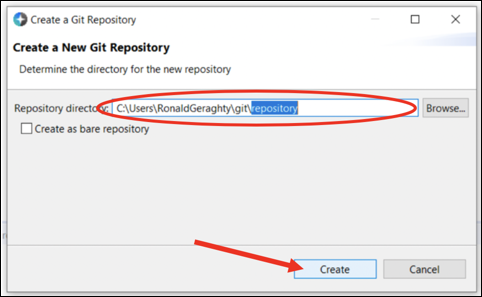 Create a Git Repository
Create a New Git Repository
Determine the directory for the new repository
Repository directory: C:\Users\RonaldGeraghty\git\repository Browse...
Create as bare repository
Create Cancel